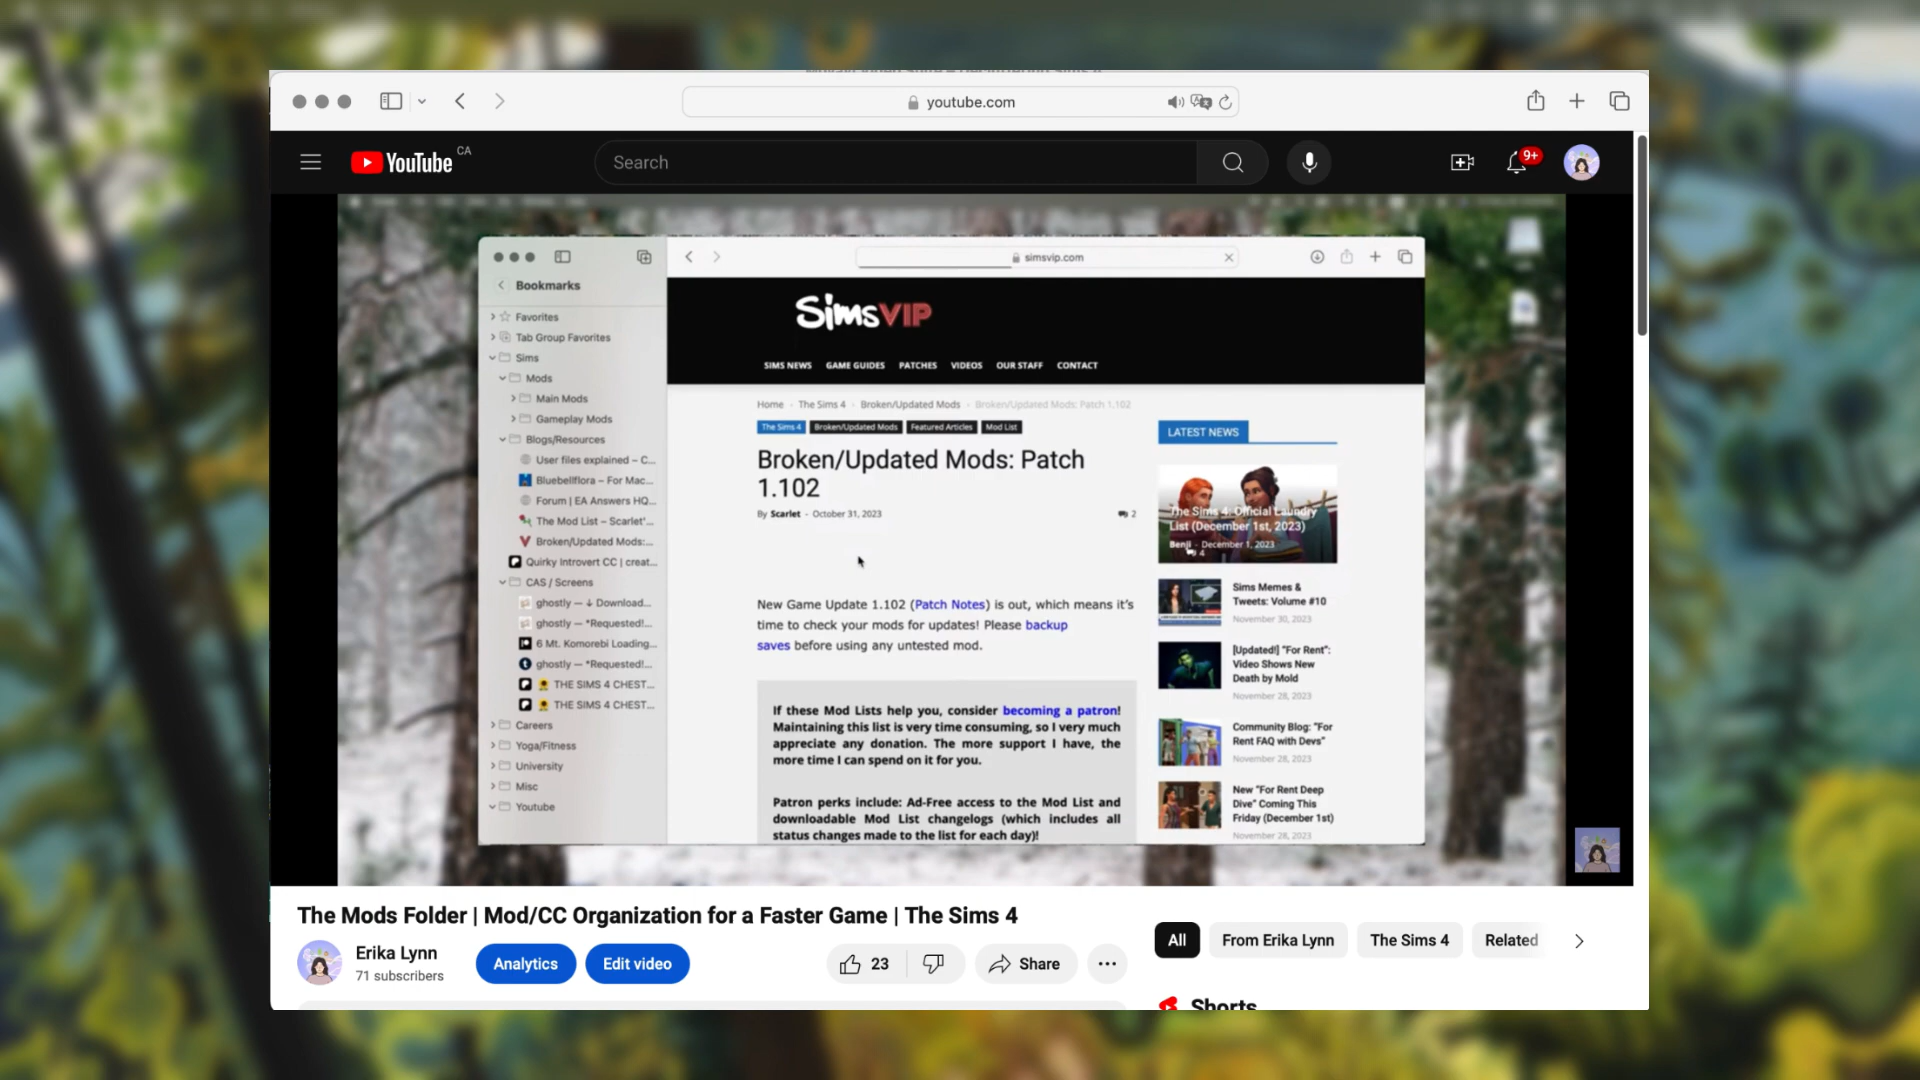 youtube.com
YouTube CA
Search
9+
simsvip.com
Bookmarks
Favorites
Tab Group Favorites
Sims
Mods
Main Mods
Gameplay Mods
Blogs/Resources
User files explained – C...
Bluebellflora – For Mac...
Forum | EA Answers HQ...
The Mod List – Scarlet'...
Broken/Updated Mods:...
Quirky Introvert CC | creat...
CAS / Screens
ghostly — ↓ Download...
ghostly — *Requested!...
6 Mt. Komorebi Loading...
ghostly — *Requested!...
THE SIMS 4 CHEST...
THE SIMS 4 CHEST...
Careers
Yoga/Fitness
University
Misc
Youtube
SimsVIP
SIMS NEWS GAME GUIDES PATCHES VIDEOS OUR STAFF CONTACT
Home - The Sims 4 - Broken/Updated Mods - Broken/Updated Mods: Patch 1.102
The Sims 4 Broken/Updated Mods Featured Articles Mod List
Broken/Updated Mods: Patch
1.102
By Scarlet - October 31, 2023
2
New Game Update 1.102 (Patch Notes) is out, which means it's
time to check your mods for updates! Please backup
saves before using any untested mod.
If these Mod Lists help you, consider becoming a patron!
Maintaining this list is very time consuming, so I very much
appreciate any donation. The more support I have, the
more time I can spend on it for you.
Patron perks include: Ad-Free access to the Mod List and
downloadable Mod List changelogs (which includes all
status changes made to the list for each day)!
LATEST NEWS
The Sims 4: Official Laundry
List (December 1st, 2023)
Benji - December 1, 2023
4
Sims Memes &
Tweets: Volume #10
November 30, 2023
[Updated!] "For Rent":
Video Shows New
Death by Mold
November 28, 2023
Community Blog: "For
Rent FAQ with Devs"
November 28, 2023
New "For Rent Deep
Dive" Coming This
Friday (December 1st)
November 28, 2023
The Mods Folder | Mod/CC Organization for a Faster Game | The Sims 4
Erika Lynn
71 subscribers
Analytics
Edit video
23
Share
All
From Erika Lynn
The Sims 4
Related
Shorts